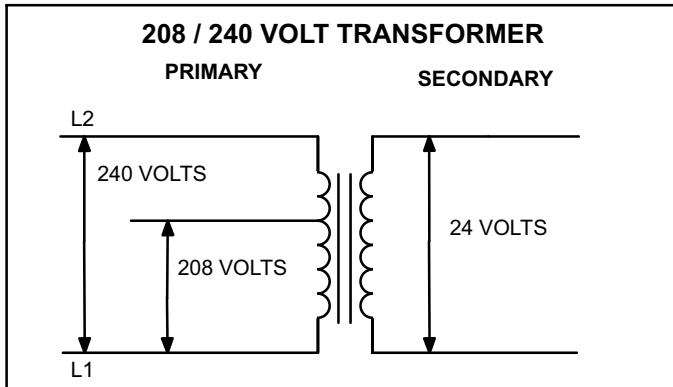 208 / 240 VOLT TRANSFORMER
PRIMARY
SECONDARY
L2
240 VOLTS
24 VOLTS
208 VOLTS
L1